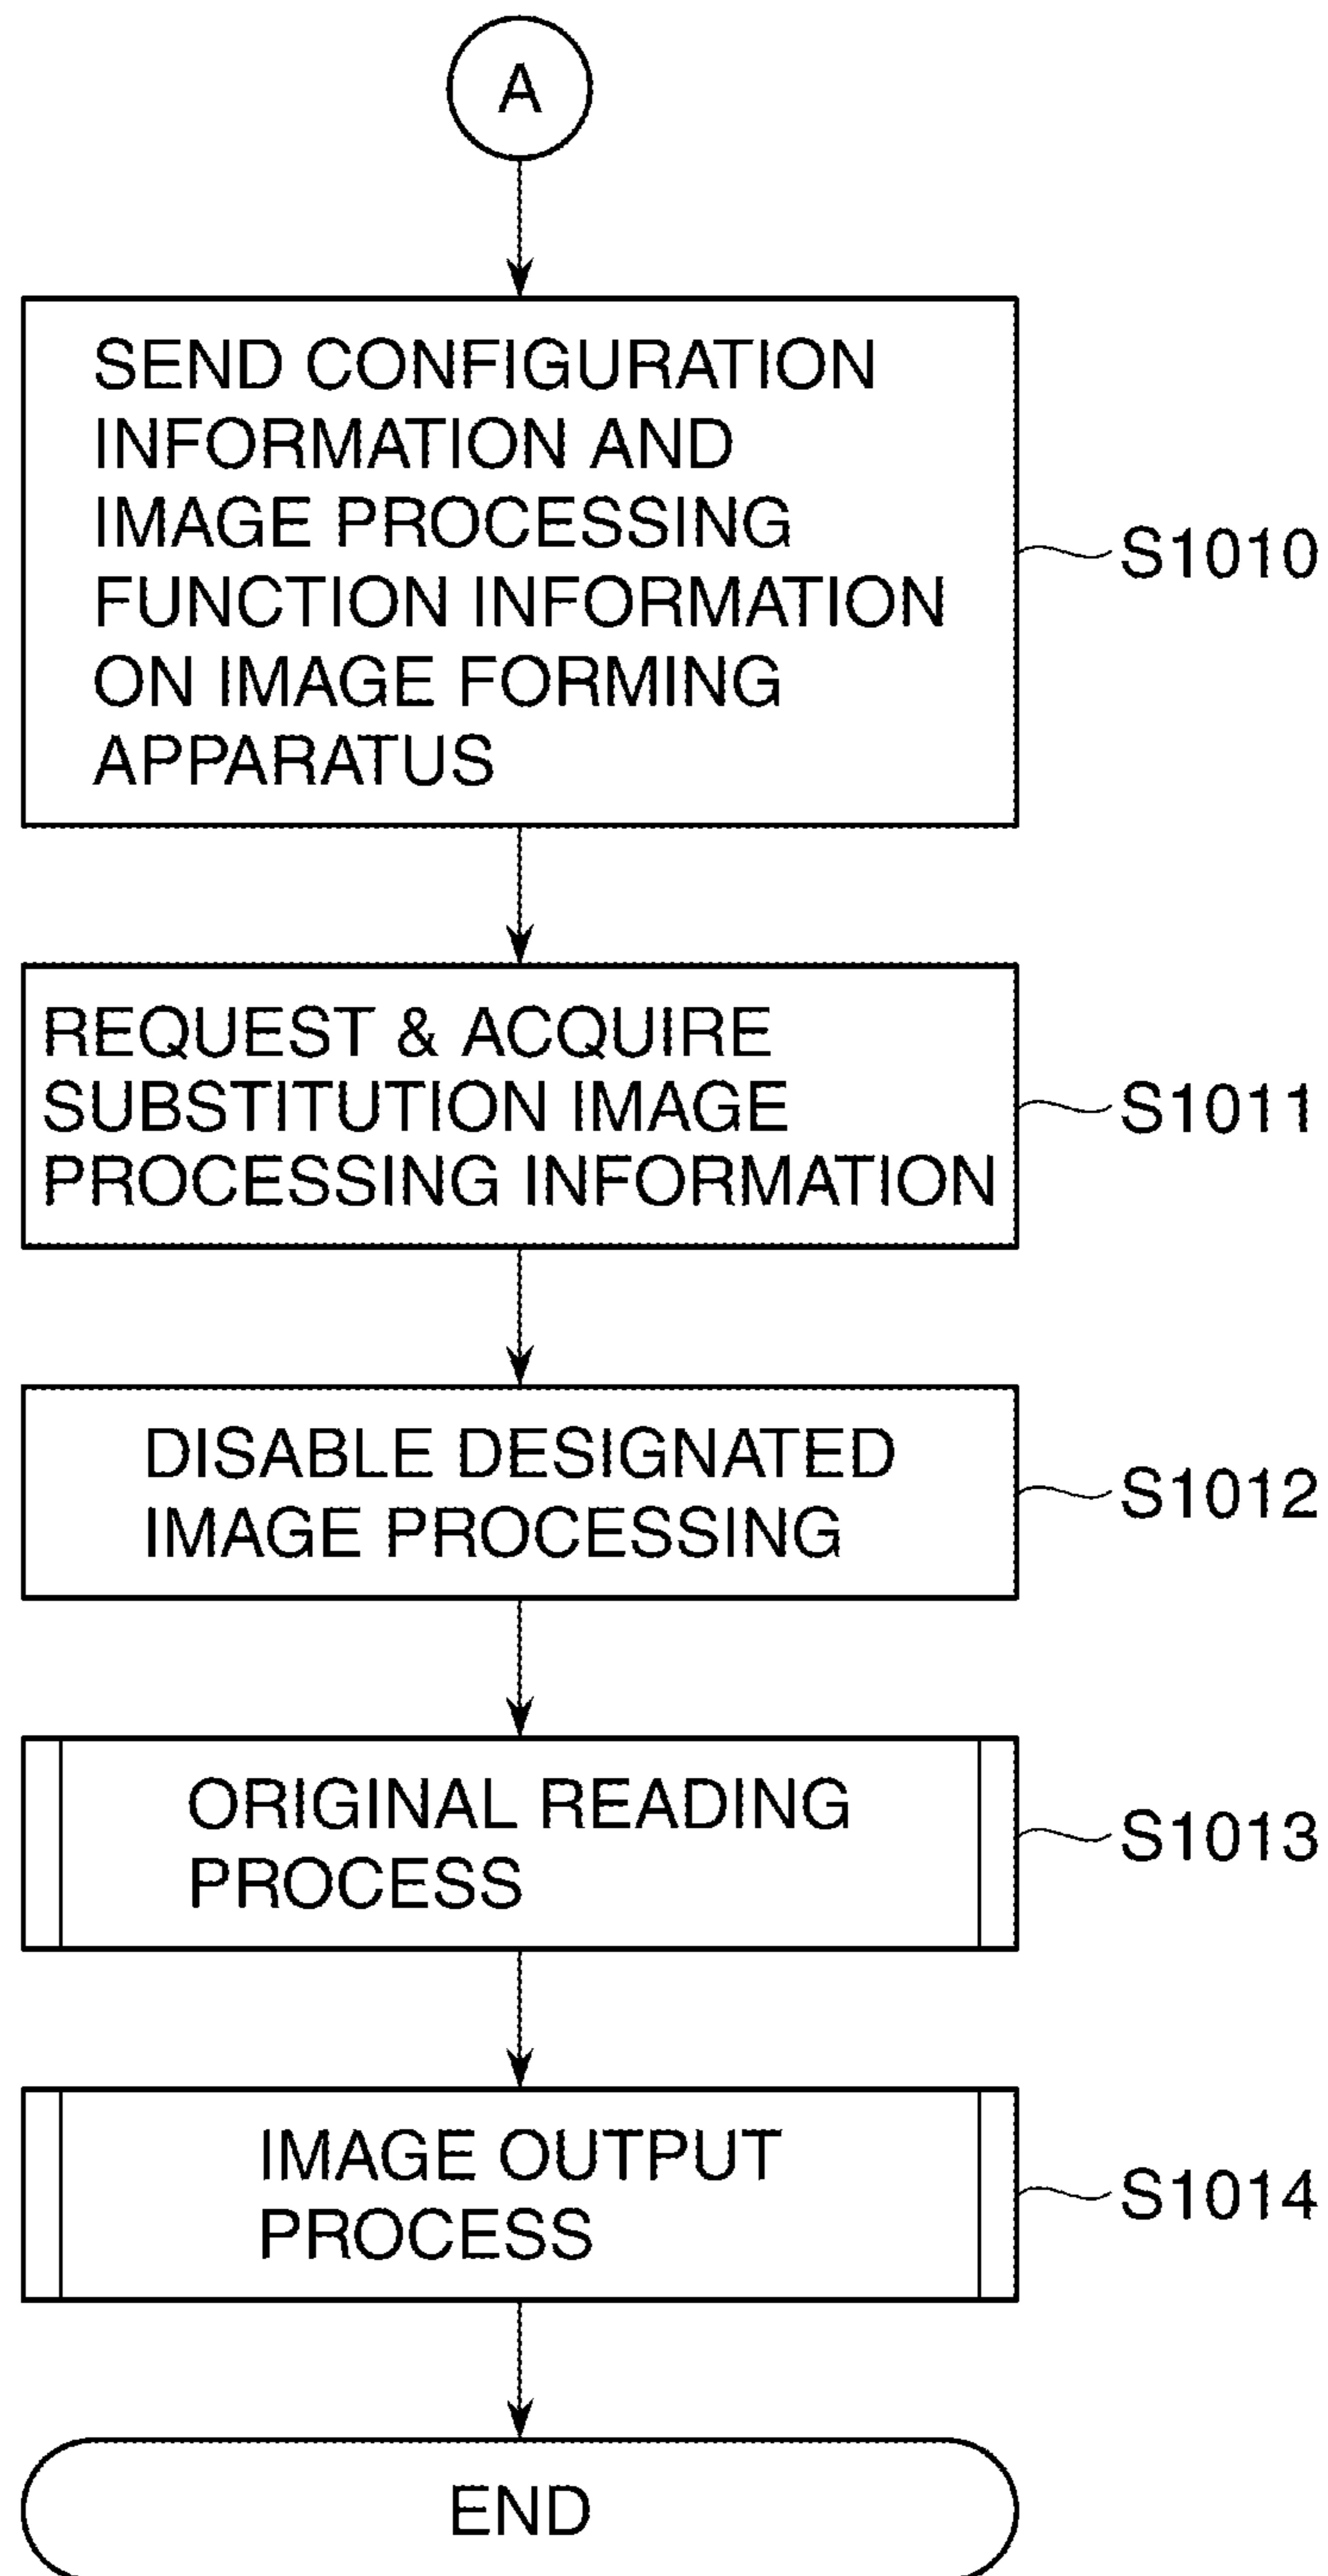 A
SEND CONFIGURATION
INFORMATION AND
IMAGE PROCESSING
FUNCTION INFORMATION
ON IMAGE FORMING
APPARATUS
S1010
REQUEST & ACQUIRE
SUBSTITUTION IMAGE
PROCESSING INFORMATION
S1011
DISABLE DESIGNATED
IMAGE PROCESSING
S1012
ORIGINAL READING
PROCESS
S1013
IMAGE OUTPUT
PROCESS
S1014
END